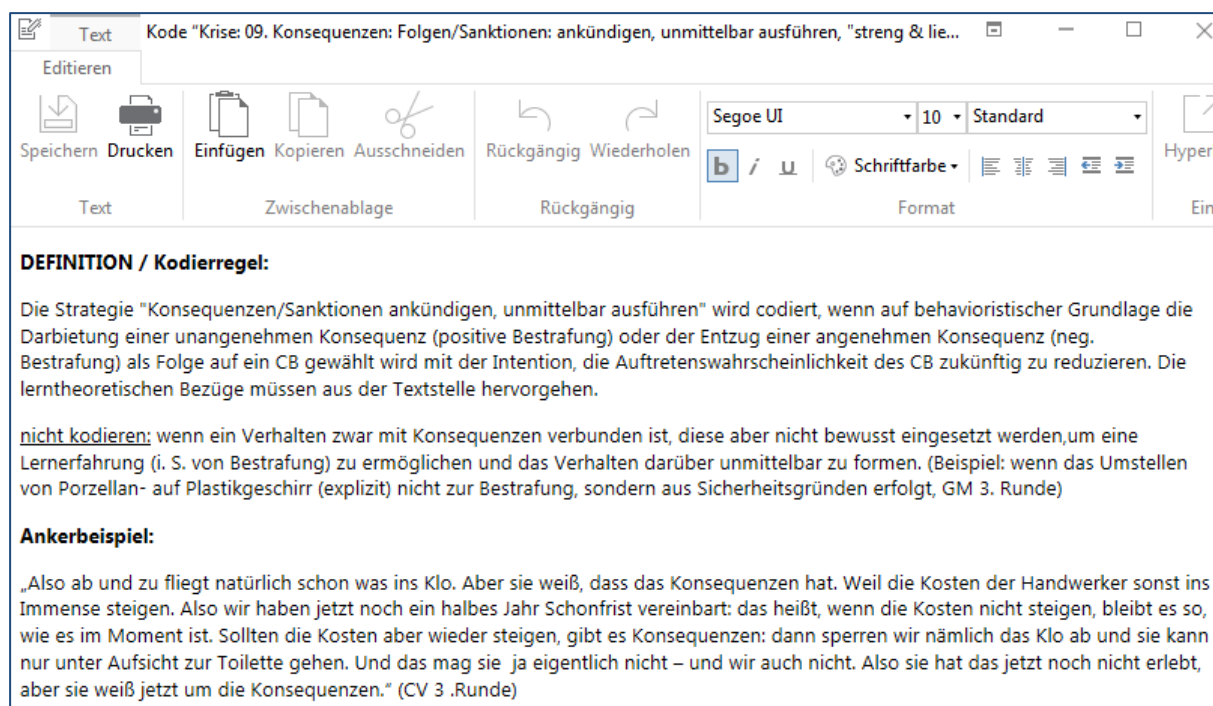 Text Kode "Krise: 09. Konsequenzen: Folgen/Sanktionen: ankündigen, unmittelbar ausführen, "streng & lie...
Editieren
Speichern Drucken Einfügen Kopieren Ausschneiden Rückgängig Wiederholen
Segoe UI 10 Standard
b i u Schriftfarbe Hyper
Text Zwischenablage Rückgängig Format Ein
DEFINITION / Kodierregel:
Die Strategie "Konsequenzen/Sanktionen ankündigen, unmittelbar ausführen" wird codiert, wenn auf behavioristischer Grundlage die
Darbietung einer unangenehmen Konsequenz (positive Bestrafung) oder der Entzug einer angenehmen Konsequenz (neg.
Bestrafung) als Folge auf ein CB gewählt wird mit der Intention, die Auftretenswahrscheinlichkeit des CB zukünftig zu reduzieren. Die
lerntheoretischen Bezüge müssen aus der Textstelle hervorgehen.
nicht kodieren: wenn ein Verhalten zwar mit Konsequenzen verbunden ist, diese aber nicht bewusst eingesetzt werden,um eine
Lernerfahrung (i. S. von Bestrafung) zu ermöglichen und das Verhalten darüber unmittelbar zu formen. (Beispiel: wenn das Umstellen
von Porzellan- auf Plastikgeschirr (explizit) nicht zur Bestrafung, sondern aus Sicherheitsgründen erfolgt, GM 3. Runde)
Ankerbeispiel:
„Also ab und zu fliegt natürlich schon was ins Klo. Aber sie weiß, dass das Konsequenzen hat. Weil die Kosten der Handwerker sonst ins
Immense steigen. Also wir haben jetzt noch ein halbes Jahr Schonfrist vereinbart: das heißt, wenn die Kosten nicht steigen, bleibt es so,
wie es im Moment ist. Sollten die Kosten aber wieder steigen, gibt es Konsequenzen: dann sperren wir nämlich das Klo ab und sie kann
nur unter Aufsicht zur Toilette gehen. Und das mag sie ja eigentlich nicht – und wir auch nicht. Also sie hat das jetzt noch nicht erlebt,
aber sie weiß jetzt um die Konsequenzen.“ (CV 3 .Runde)